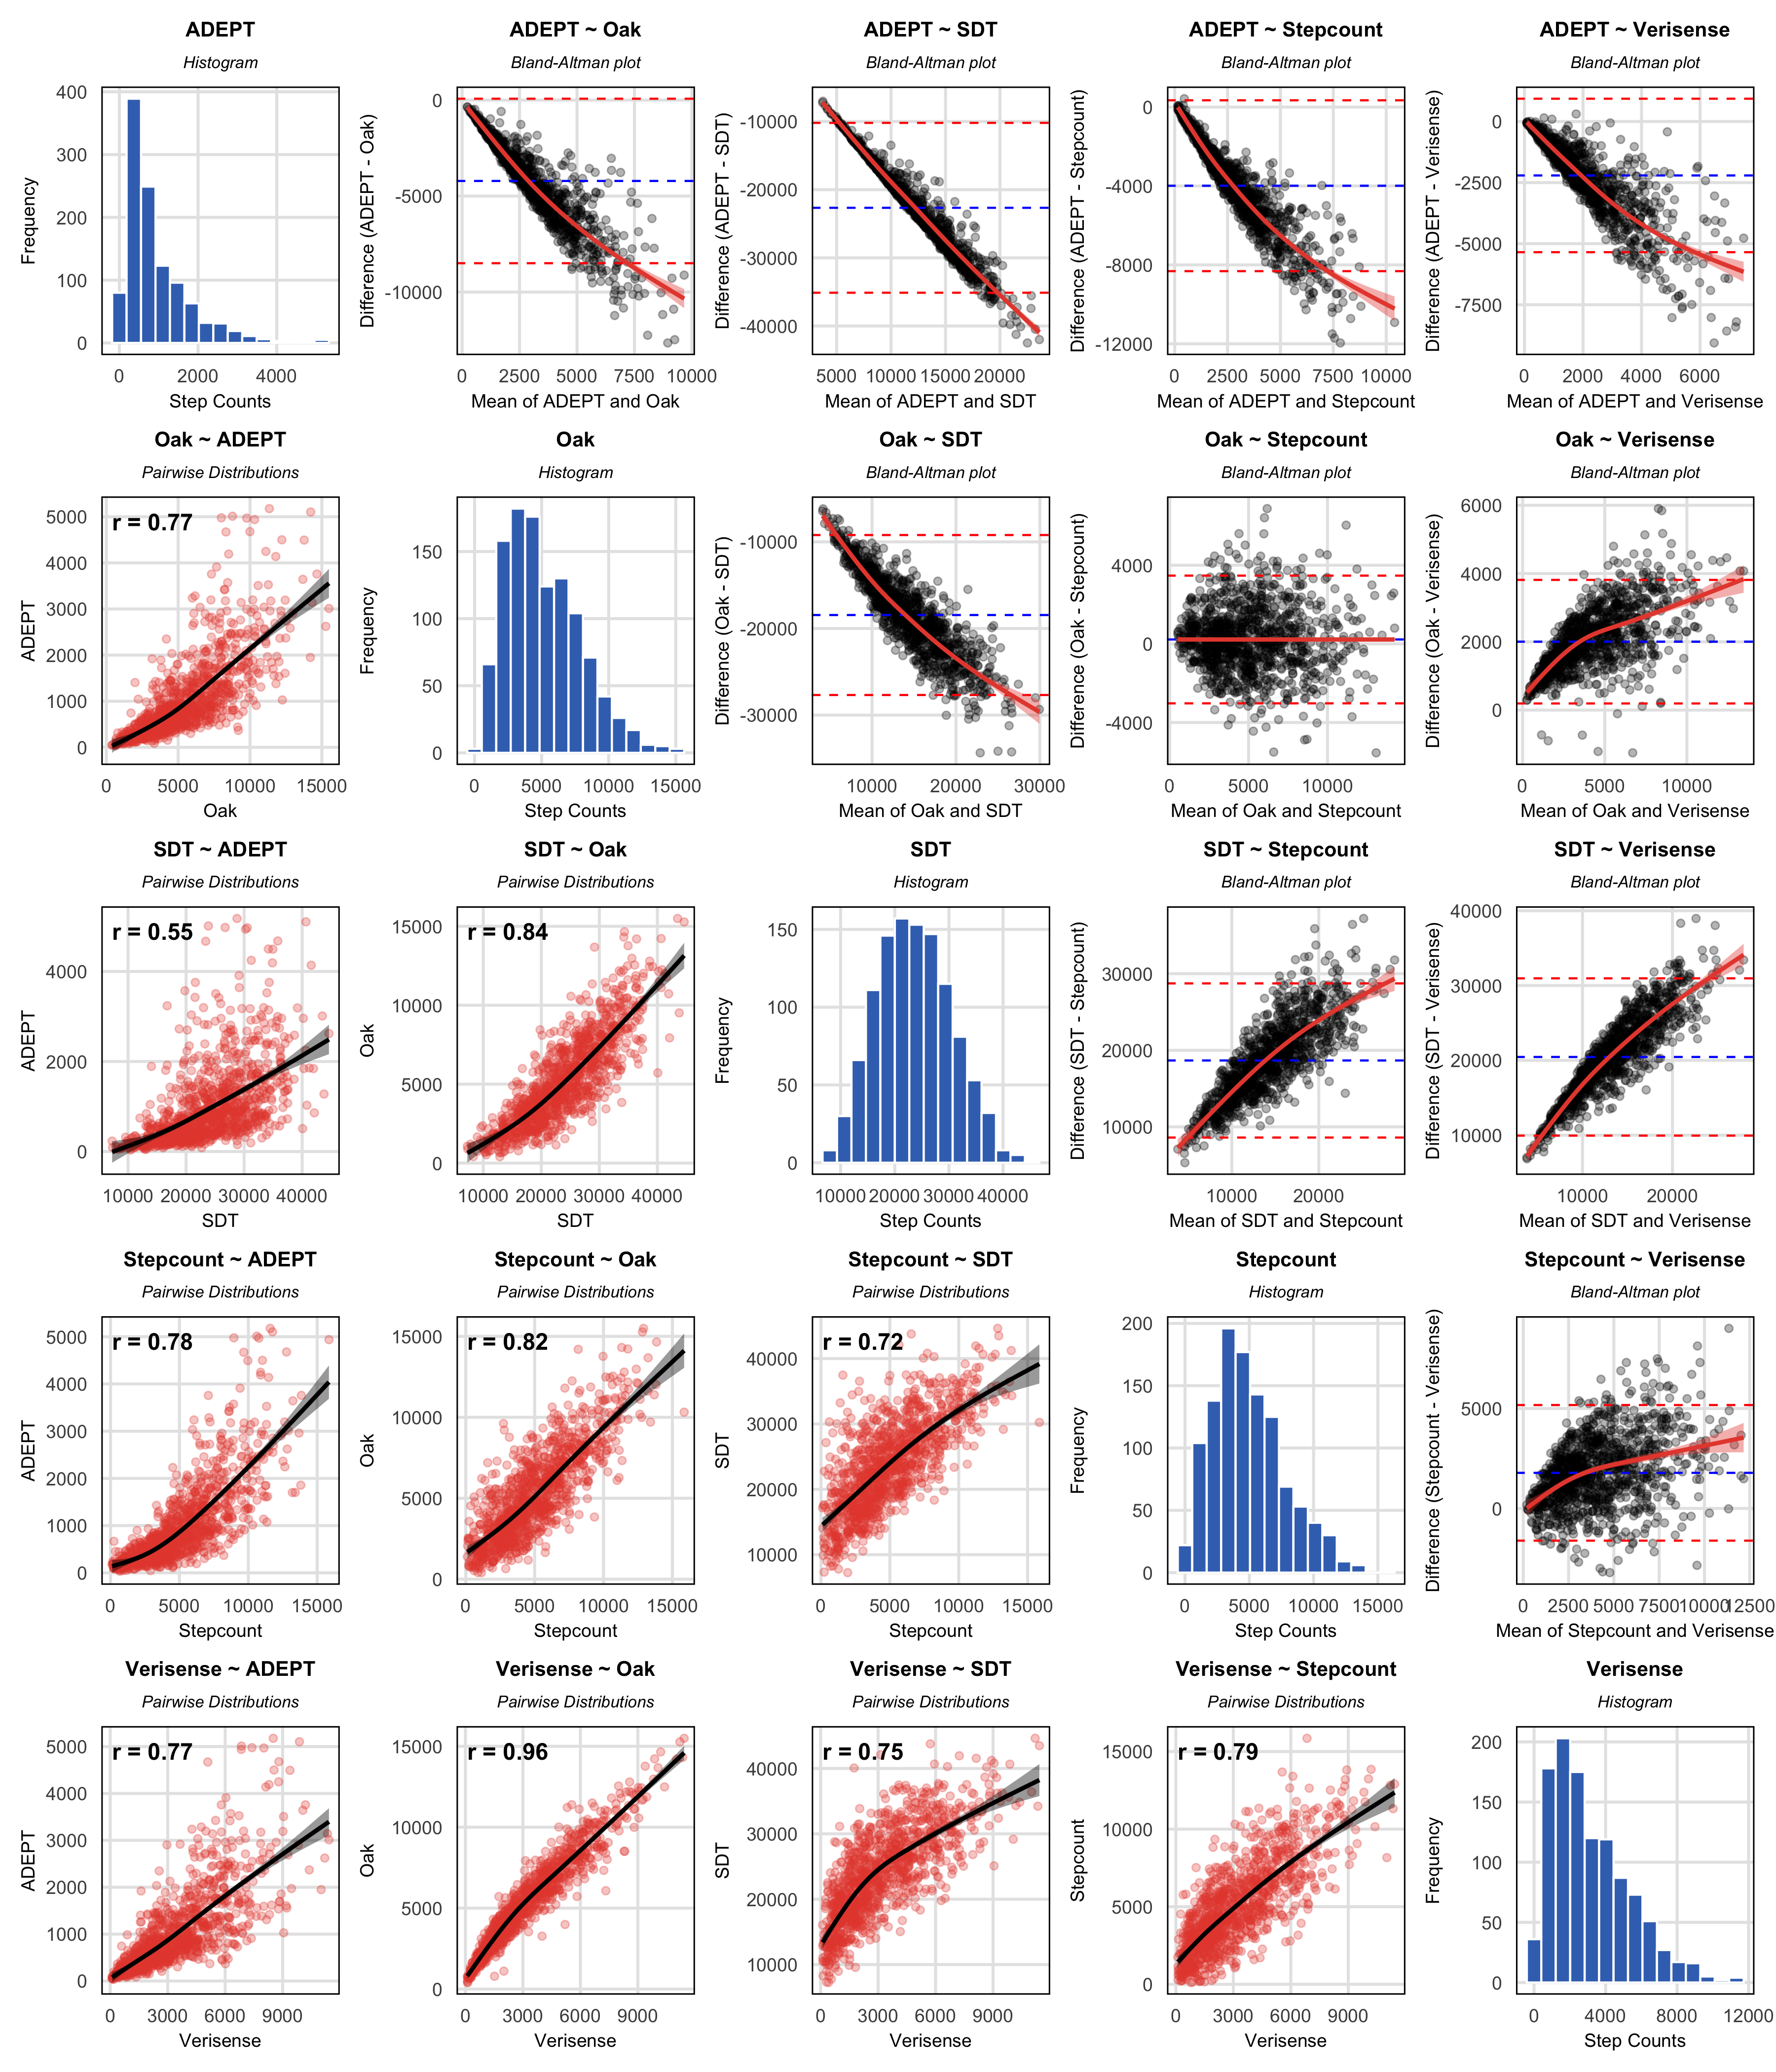 ADEPT
Histogram
Frequency
400
300
200
100
0
0 2000 4000
Step Counts
ADEPT ~ Oak
Bland-Altman plot
Difference (ADEPT - Oak)
0
-5000
-10000
0 2500 5000 7500 10000
Mean of ADEPT and Oak
ADEPT ~ SDT
Bland-Altman plot
Difference (ADEPT - SDT)
-10000
-20000
-30000
-40000
5000 10000 15000 20000
Mean of ADEPT and SDT
ADEPT ~ Stepcount
Bland-Altman plot
Difference (ADEPT - Stepcount)
0
-4000
-8000
-12000
0 2500 5000 7500 10000
Mean of ADEPT and Stepcount
ADEPT ~ Verisense
Bland-Altman plot
Difference (ADEPT - Verisense)
0
-2500
-5000
-7500
0 2000 4000 6000
Mean of ADEPT and Verisense
Oak ~ ADEPT
Pairwise Distributions
r = 0.77
ADEPT
5000
4000
3000
2000
1000
0
0 5000 10000 15000
Oak
Oak
Histogram
Frequency
150
100
50
0
0 5000 10000 15000
Step Counts
Oak ~ SDT
Bland-Altman plot
Difference (Oak - SDT)
-10000
-20000
-30000
10000 20000 30000
Mean of Oak and SDT
Oak ~ Stepcount
Bland-Altman plot
Difference (Oak - Stepcount)
4000
0
-4000
0 5000 10000
Mean of Oak and Stepcount
Oak ~ Verisense
Bland-Altman plot
Difference (Oak - Verisense)
6000
4000
2000
0
0 5000 10000
Mean of Oak and Verisense
SDT ~ ADEPT
Pairwise Distributions
r = 0.55
ADEPT
4000
2000
0
10000 20000 30000 40000
SDT
SDT ~ Oak
Pairwise Distributions
r = 0.84
Oak
15000
10000
5000
0
10000 20000 30000 40000
SDT
SDT
Histogram
Frequency
150
100
50
0
10000 20000 30000 40000
Step Counts
SDT ~ Stepcount
Bland-Altman plot
Difference (SDT - Stepcount)
30000
20000
10000
10000 20000
Mean of SDT and Stepcount
SDT ~ Verisense
Bland-Altman plot
Difference (SDT - Verisense)
40000
30000
20000
10000
10000 20000
Mean of SDT and Verisense
Stepcount ~ ADEPT
Pairwise Distributions
r = 0.78
ADEPT
5000
4000
3000
2000
1000
0
0 5000 10000 15000
Stepcount
Stepcount ~ Oak
Pairwise Distributions
r = 0.82
Oak
15000
10000
5000
0
0 5000 10000 15000
Stepcount
Stepcount ~ SDT
Pairwise Distributions
r = 0.72
SDT
40000
30000
20000
10000
0 5000 10000 15000
Stepcount
Stepcount
Histogram
Frequency
200
150
100
50
0
0 5000 10000 15000
Step Counts
Stepcount ~ Verisense
Bland-Altman plot
Difference (Stepcount - Verisense)
5000
0
0 2500 5000 7500 10000 12500
Mean of Stepcount and Verisense
Verisense ~ ADEPT
Pairwise Distributions
r = 0.77
ADEPT
5000
4000
3000
2000
1000
0
0 3000 6000 9000
Verisense
Verisense ~ Oak
Pairwise Distributions
r = 0.96
Oak
15000
10000
5000
0
0 3000 6000 9000
Verisense
Verisense ~ SDT
Pairwise Distributions
r = 0.75
SDT
40000
30000
20000
10000
0 3000 6000 9000
Verisense
Verisense ~ Stepcount
Pairwise Distributions
r = 0.79
Stepcount
15000
10000
5000
0
0 3000 6000 9000
Verisense
Verisense
Histogram
Frequency
200
150
100
50
0
0 4000 8000 12000
Step Counts